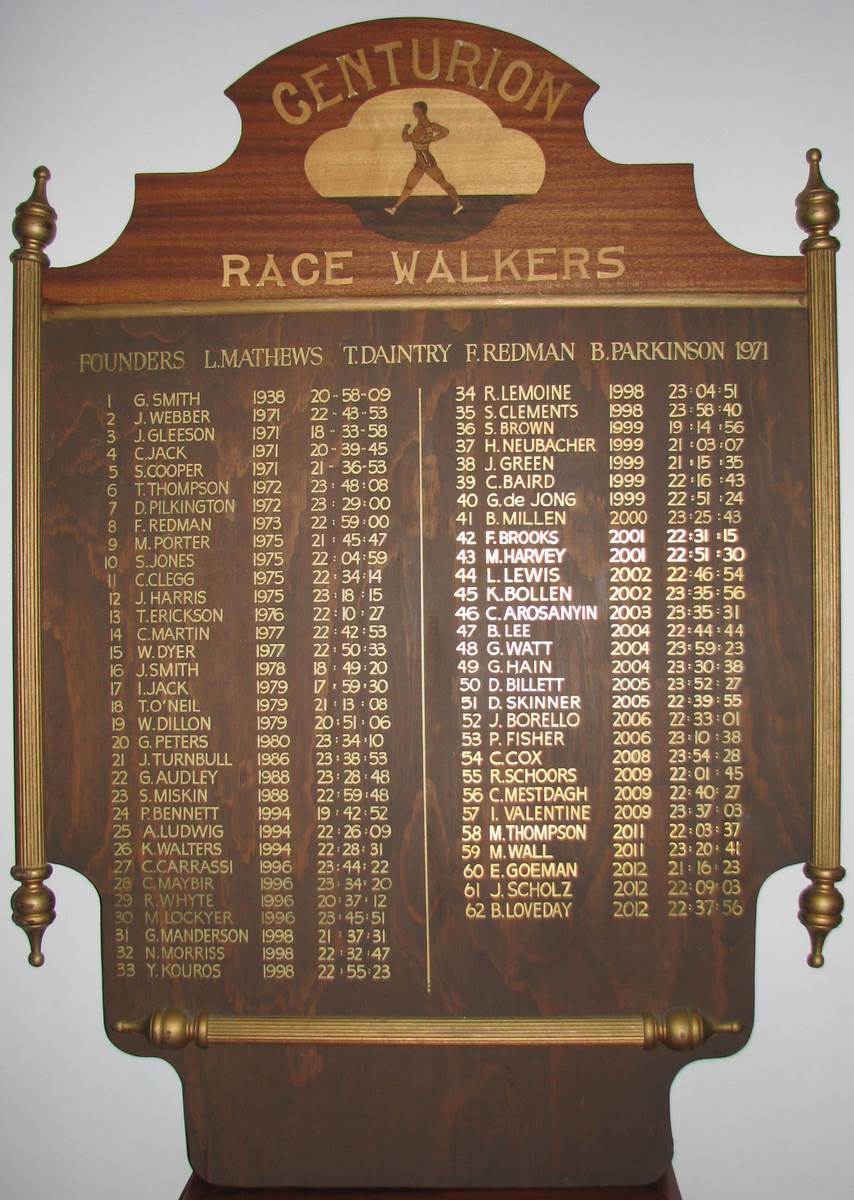 CENTURION
RACE WALKERS
FOUNDERS L.MATHEWS T.DAINTRY F.REDMAN B.PARKINSON 1971
1 G.SMITH 1938 20-58-09
2 J.WEBBER 1971 22-43-53
3 J.GLEESON 1971 18-33-58
4 C.JACK 1971 20-39-45
5 S.COOPER 1971 21-36-53
6 T.THOMPSON 1972 23:48:08
7 D.PILKINGTON 1972 23:29:00
8 F.REDMAN 1973 22:59:00
9 M.PORTER 1975 21:45:47
10 S.JONES 1975 22:04:59
11 C.CLEGG 1975 22:34:14
12 J.HARRIS 1975 23:18:15
13 T.ERICKSON 1976 22:10:27
14 C.MARTIN 1977 22:42:53
15 W.DYER 1977 22:50:33
16 J.SMITH 1978 18:49:20
17 I.JACK 1979 17:59:30
18 T.O'NEIL 1979 21:13:08
19 W.DILLON 1979 20:51:06
20 G.PETERS 1980 23:34:10
21 J.TURNBULL 1986 23:38:53
22 G.AUDLEY 1988 23:28:48
23 S.MISKIN 1988 22:59:48
24 P.BENNETT 1994 19:42:52
25 A.LUDWIG 1994 22:26:09
26 K.WALTERS 1994 22:28:31
27 C.CARRASSI 1996 23:44:22
28 C.MAYBIR 1996 23:34:20
29 R.WHYTE 1996 20:37:12
30 M.LOCKYER 1996 23:45:51
31 G.MANDERSON 1998 21:37:31
32 N.MORRISS 1998 22:32:47
33 Y.KOUROS 1998 22:55:23
34 R.LEMOINE 1998 23:04:51
35 S.CLEMENTS 1998 23:58:40
36 S.BROWN 1999 19:14:56
37 H.NEUBACHER 1999 21:03:07
38 J.GREEN 1999 21:15:35
39 C.BAIRD 1999 22:16:43
40 G.de JONG 1999 22:51:24
41 B.MILLEN 2000 23:25:43
42 F.BROOKS 2001 22:31:15
43 M.HARVEY 2001 22:51:30
44 L.LEWIS 2002 22:46:54
45 K.BOLLEN 2002 23:35:56
46 C.AROSANYIN 2003 23:35:31
47 B.LEE 2004 22:44:44
48 G.WATT 2004 23:59:23
49 G.HAIN 2004 23:30:38
50 D.BILLETT 2005 23:52:27
51 D.SKINNER 2005 22:39:55
52 J.BORELLO 2006 22:33:01
53 P.FISHER 2006 23:10:38
54 C.COX 2008 23:54:28
55 R.SCHOORS 2009 22:01:45
56 C.MESTDAGH 2009 22:40:27
57 I.VALENTINE 2009 23:37:03
58 M.THOMPSON 2011 22:03:37
59 M.WALL 2011 23:20:41
60 E.GOEMAN 2012 21:16:23
61 J.SCHOLZ 2012 22:09:03
62 B.LOVEDAY 2012 22:37:56